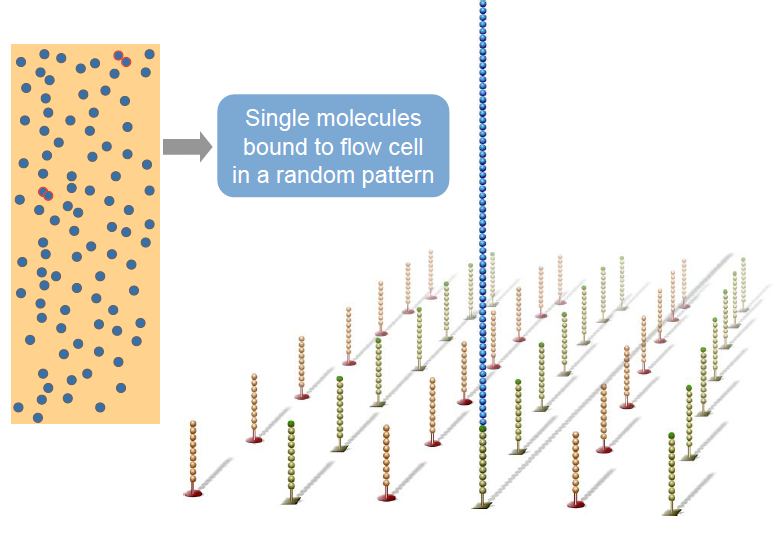 Single molecules
bound to flow cell
in a random pattern